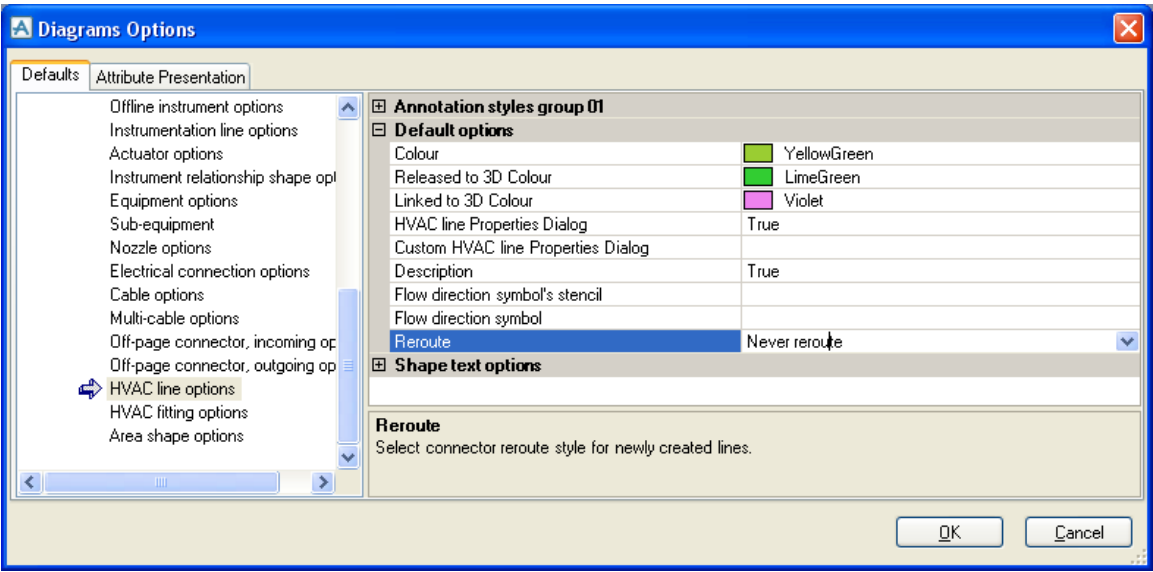 Diagrams Options
Defaults
Attribute Presentation
Offline instrument options
Instrumentation line options
Actuator options
Instrument relationship shape opt
Equipment options
Sub-equipment
Nozzle options
Electrical connection options
Cable options
Multi-cable options
Off-page connector, incoming op
Off-page connector, outgoing op
HVAC line options
HVAC fitting options
Area shape options
Annotation styles group 01
Default options
Colour YellowGreen
Released to 3D Colour LimeGreen
Linked to 3D Colour Violet
HVAC line Properties Dialog True
Custom HVAC line Properties Dialog
Description True
Flow direction symbol's stencil
Flow direction symbol
Reroute Never reroute
Shape text options
Reroute
Select connector reroute style for newly created lines.
OK
Cancel